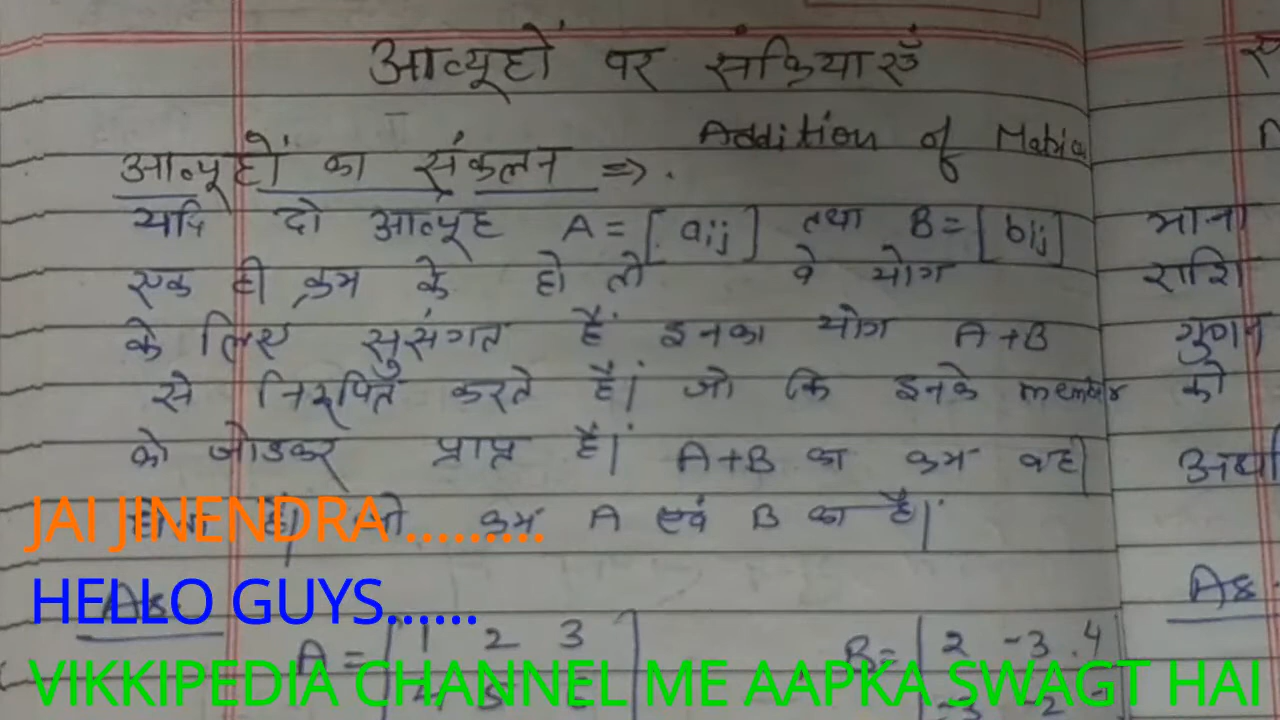 आव्यूहों पर संक्रियाएँ
Addition of
आव्यूहों का संकलन ⇒.
यदि दो आव्यूह A = [aij] तथा B = [bij]
एक ही क्रम के हो तो वे योग
के लिए सुसंगत हैं इनका योग A+B
से निरूपित करते हैं। जो कि इनके member
को जोडकर प्राप्त हैं। A+B का क्रम वही
क्रम A एवं B का है।
JAI JINENDRA .........
HELLO GUYS......
A = [1 2 3
B = [2 -3 4
VIKKIPEDIA CHANNEL ME AAPKA SWAGT HAI
माना
राशि
गुणन
को